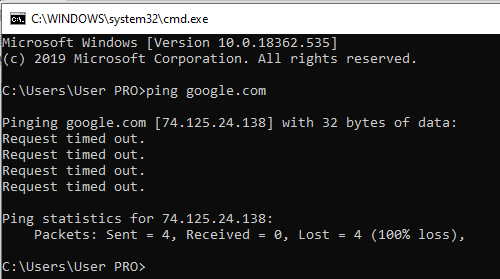 C:\WINDOWS\system32\cmd.exe
Microsoft Windows [Version 10.0.18362.535]
(c) 2019 Microsoft Corporation. All rights reserved.
C:\Users\User PRO>ping google.com
Pinging google.com [74.125.24.138] with 32 bytes of data:
Request timed out.
Request timed out.
Request timed out.
Request timed out.
Ping statistics for 74.125.24.138:
    Packets: Sent = 4, Received = 0, Lost = 4 (100% loss),
C:\Users\User PRO>